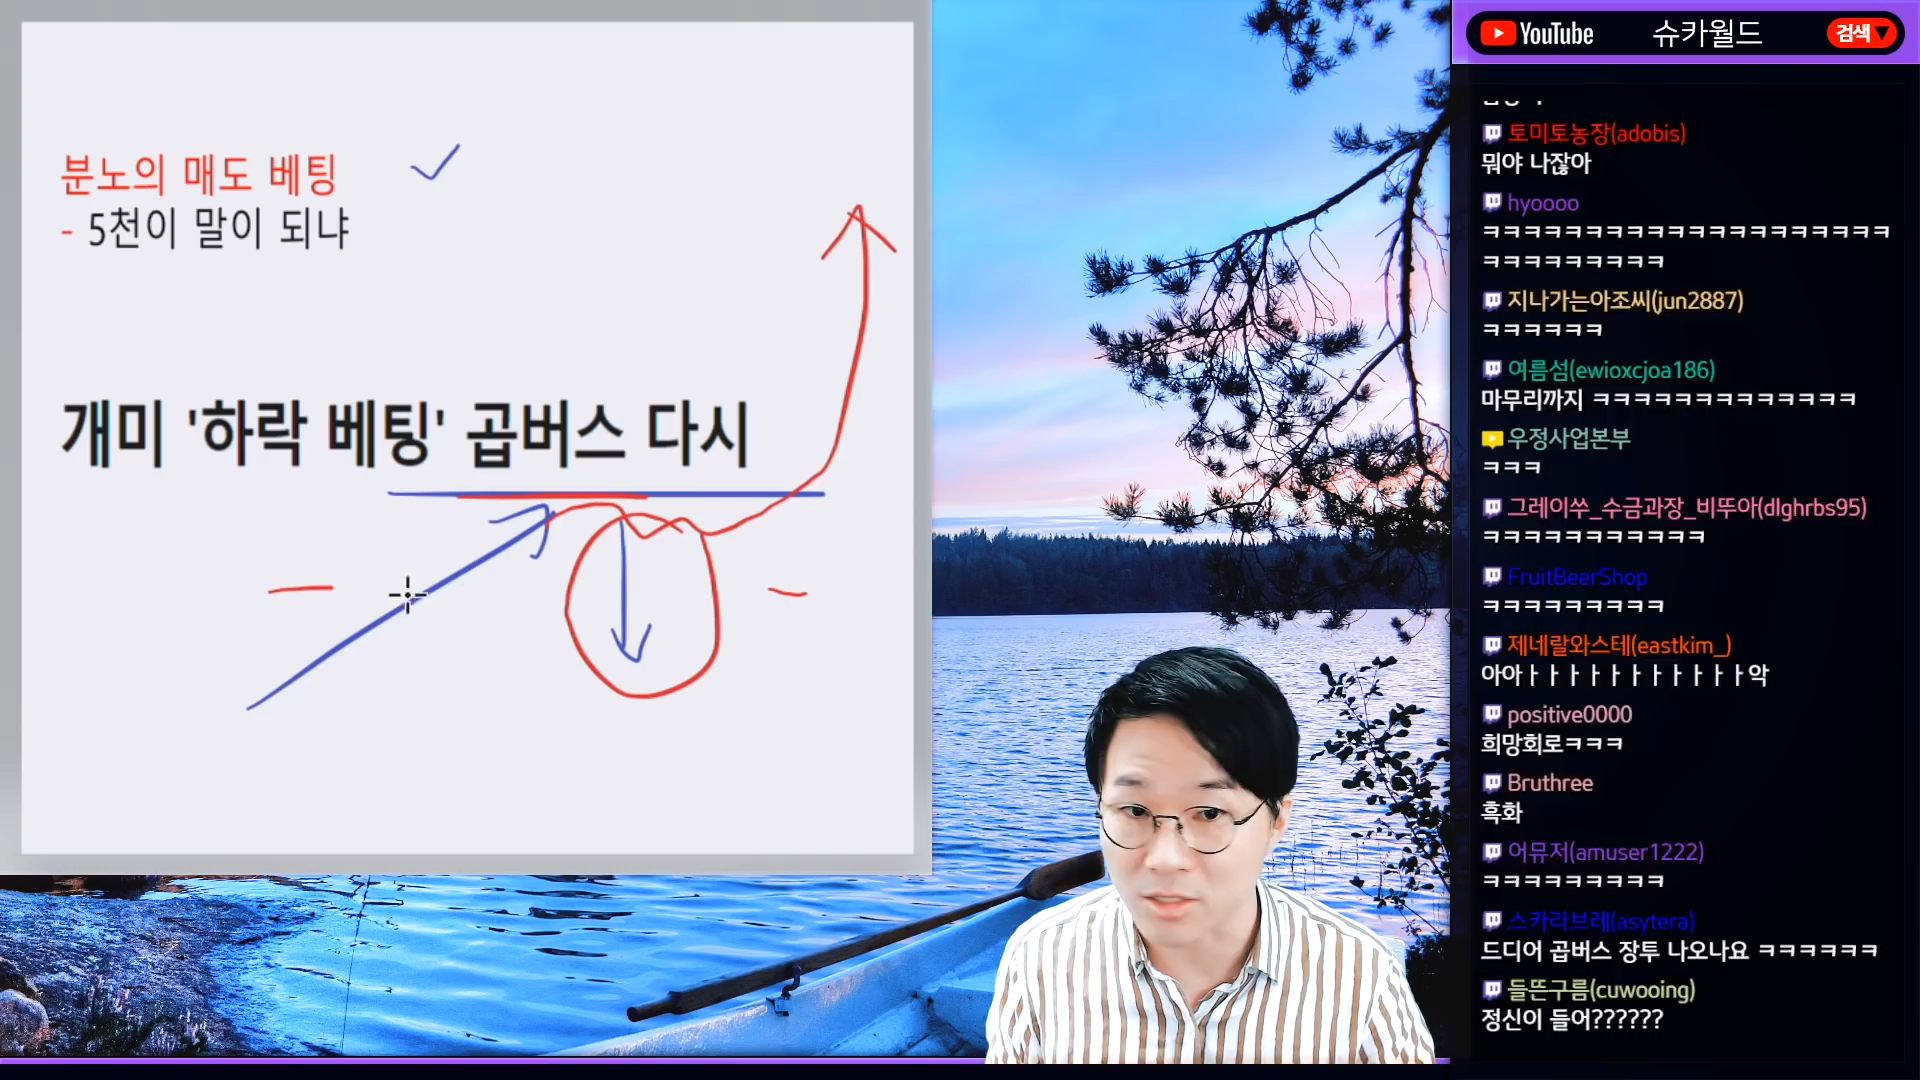 분노의 매도 베팅
- 5천이 말이 되냐
개미 '하락 베팅' 곱버스 다시
YouTube 슈카월드 검색▼
토미토농장(adobis)
뭐야 나잖아
hyoooo
ㅋㅋㅋㅋㅋㅋㅋㅋㅋㅋㅋㅋㅋㅋㅋㅋㅋㅋㅋㅋ
ㅋㅋㅋㅋㅋㅋㅋㅋㅋ
지나가는아조씨(jun2887)
ㅋㅋㅋㅋㅋㅋ
여름섬(ewioxcjoa186)
마무리까지 ㅋㅋㅋㅋㅋㅋㅋㅋㅋㅋㅋㅋㅋ
우정사업본부
ㅋㅋㅋ
그레이쑤_수금과장_비뚜아(dlghrbs95)
ㅋㅋㅋㅋㅋㅋㅋㅋㅋㅋㅋ
FruitBeerShop
ㅋㅋㅋㅋㅋㅋㅋㅋㅋ
제네랄와스테(eastkim_)
아아ㅏㅏㅏㅏㅏㅏㅏㅏㅏㅏㅏ악
positive0000
희망회로ㅋㅋㅋ
Bruthree
흑화
어뮤저(amuser1222)
ㅋㅋㅋㅋㅋㅋㅋㅋㅋ
스카라브레(asytera)
드디어 곱버스 장투 나오나요 ㅋㅋㅋㅋㅋㅋ
들뜬구름(cuwooing)
정신이 들어??????